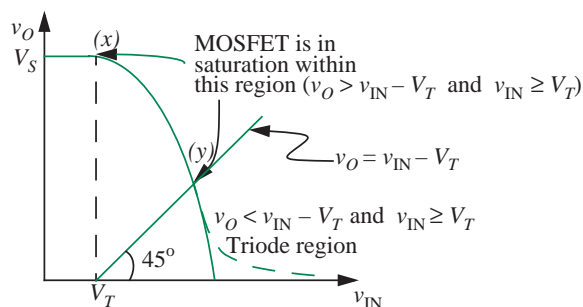 v_O
V_S
(x)
MOSFET is in
saturation within
this region (v_O > v_IN – V_T and v_IN ≥ V_T)
(y)
v_O = v_IN – V_T
v_O < v_IN – V_T and v_IN ≥ V_T
Triode region
45°
V_T
v_IN